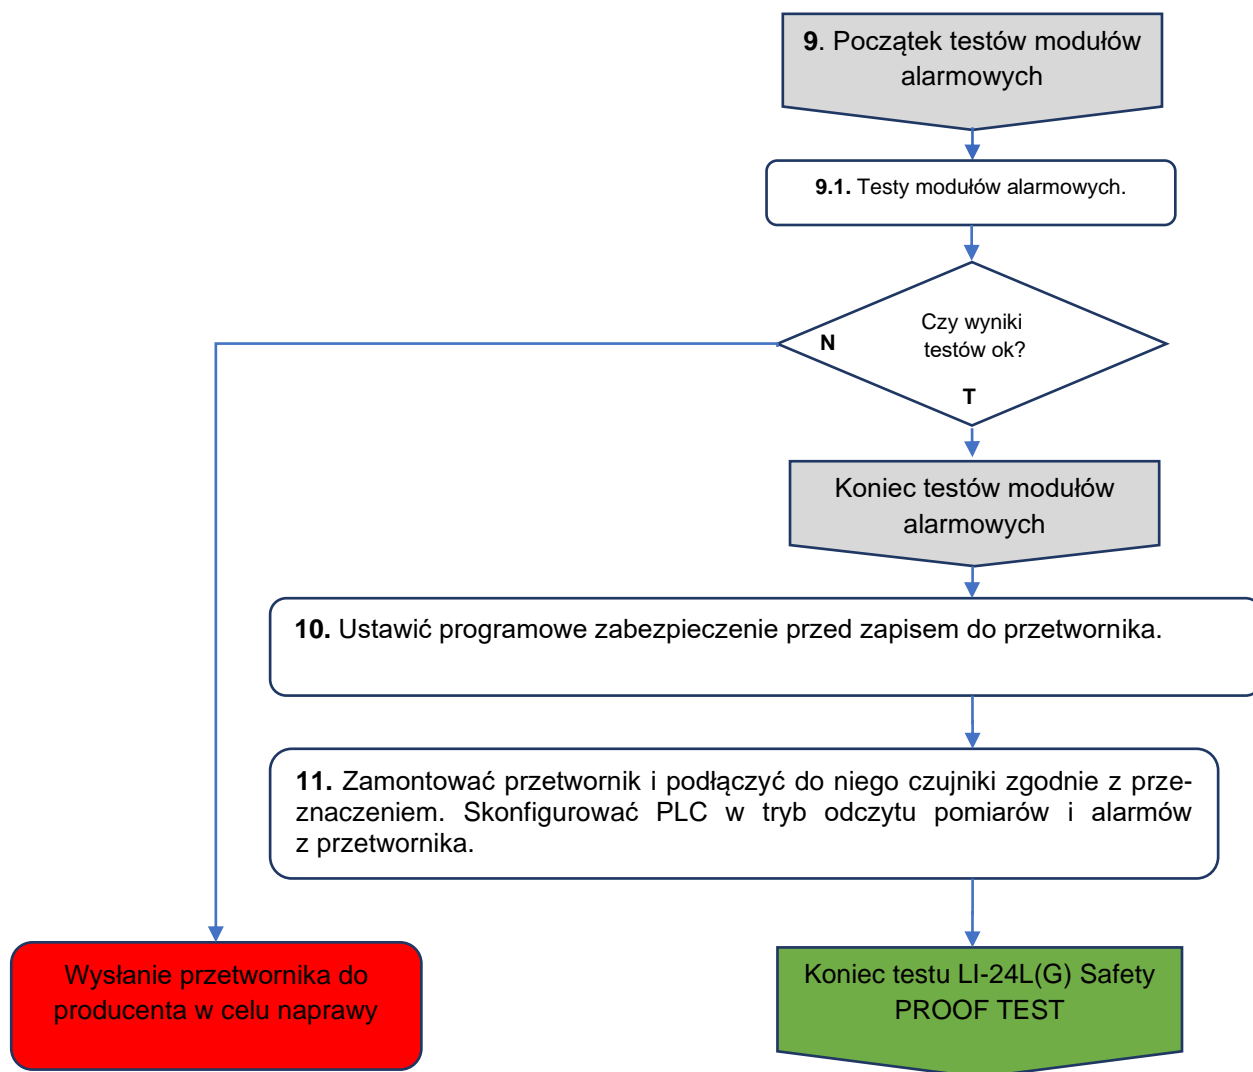 9. Początek testów modułów
alarmowych
9.1. Testy modułów alarmowych.
Czy wyniki
testów ok?
N
T
Koniec testów modułów
alarmowych
10. Ustawić programowe zabezpieczenie przed zapisem do przetwornika.
11. Zamontować przetwornik i podłączyć do niego czujniki zgodnie z prze-
znaczeniem. Skonfigurować PLC w tryb odczytu pomiarów i alarmów
z przetwornika.
Wysłanie przetwornika do
producenta w celu naprawy
Koniec testu LI-24L(G) Safety
PROOF TEST